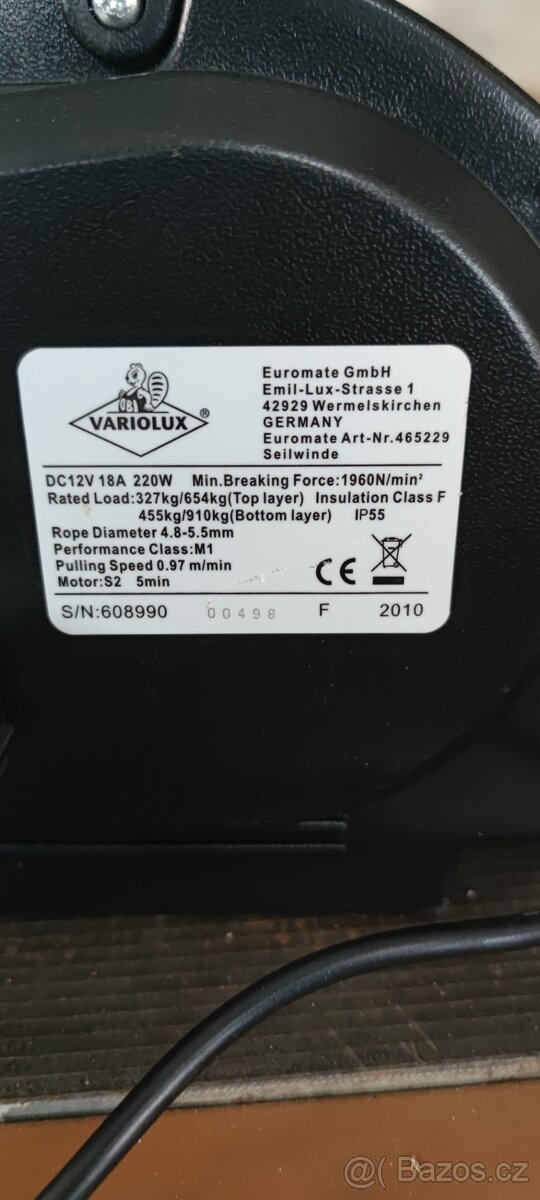 UBI
VARIOLUX ®
Euromate GmbH
Emil-Lux-Strasse 1
42929 Wermelskirchen
GERMANY
Euromate Art-Nr.465229
Seilwinde
DC12V 18A 220W Min.Breaking Force:1960N/min²
Rated Load:327kg/654kg(Top layer) Insulation Class F
455kg/910kg(Bottom layer) IP55
Rope Diameter 4.8-5.5mm
Performance Class:M1
Pulling Speed 0.97 m/min
Motor:S2 5min
CE
S/N:608990 00498 F 2010
Bazoš.cz